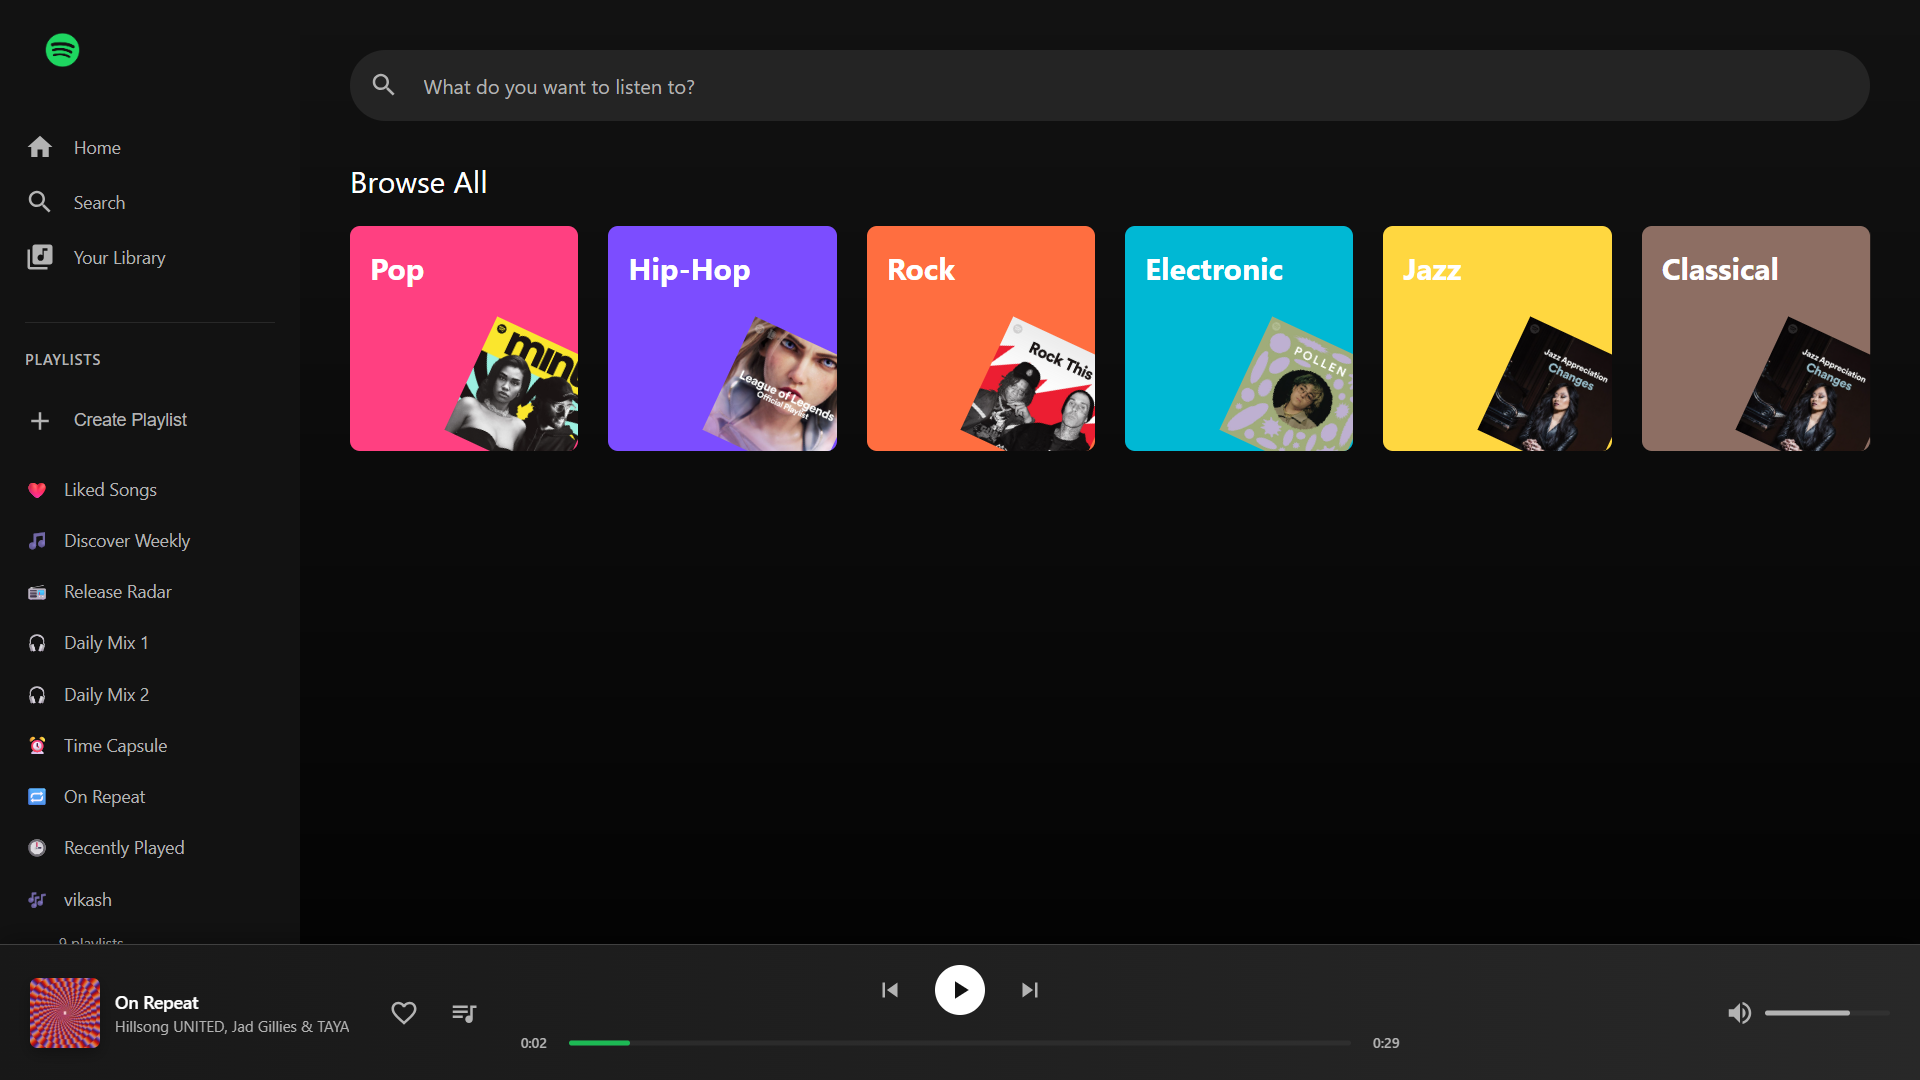 Home
Search
Your Library
PLAYLISTS
Create Playlist
Liked Songs
Discover Weekly
Release Radar
Daily Mix 1
Daily Mix 2
Time Capsule
On Repeat
Recently Played
vikash
9 playlists
What do you want to listen to?
Browse All
Pop
min
Hip-Hop
League of Legends
Official Playlist
Rock
Rock This
Electronic
POLLEN
Jazz
Jazz Appreciation
Changes
Classical
Jazz Appreciation
Changes
On Repeat
Hillsong UNITED, Jad Gillies & TAYA
0:02
0:29